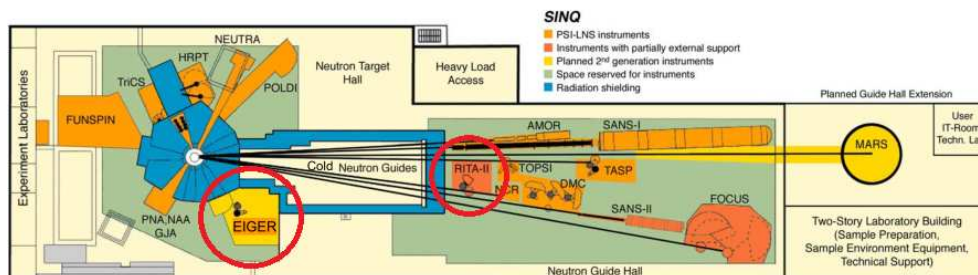 SINQ
PSI-LNS instruments
Instruments with partially external support
Planned 2nd generation instruments
Space reserved for instruments
Radiation shielding
NEUTRA
HRPT
TriCS
POLDI
FUNSPIN
Experiment Laboratories
Neutron Target
Hall
Heavy Load
Access
Planned Guide Hall Extension
User
IT-Room
Techn. La
AMOR
SANS-I
MARS
Cold
Neutron Guides
RITA-II
TOPSI
TASP
NCR
DMC
PNA,NAA
GJA
EIGER
SANS-II
FOCUS
Two-Story Laboratory Building
(Sample Preparation,
Sample Environment Equipment,
Technical Support)
Neutron Guide Hall